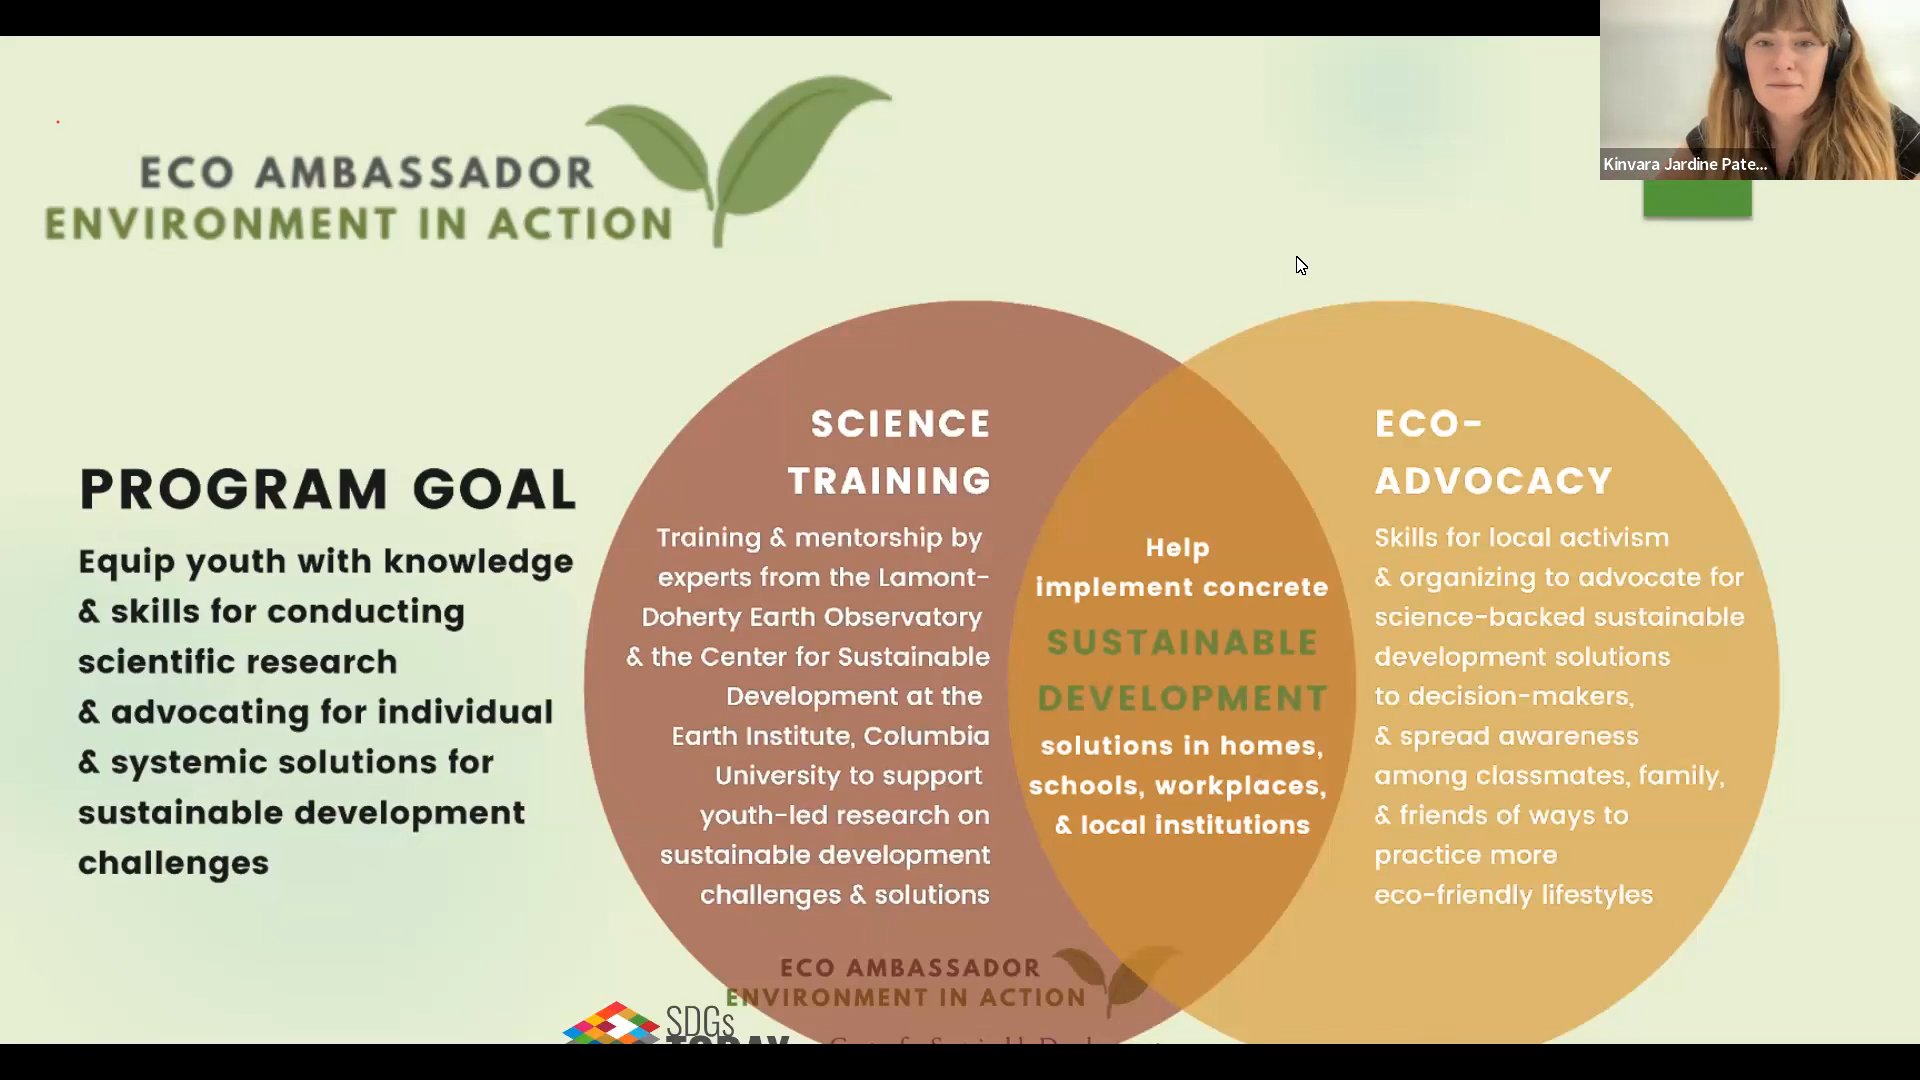 Kinvara Jardine Pate...
ECO AMBASSADOR
ENVIRONMENT IN ACTION
PROGRAM GOAL
Equip youth with knowledge
& skills for conducting
scientific research
& advocating for individual
& systemic solutions for
sustainable development
challenges
SCIENCE
TRAINING
Training & mentorship by
experts from the Lamont-
Doherty Earth Observatory
& the Center for Sustainable
Development at the
Earth Institute, Columbia
University to support
youth-led research on
sustainable development
challenges & solutions
Help
implement concrete
SUSTAINABLE
DEVELOPMENT
solutions in homes,
schools, workplaces,
& local institutions
ECO-
ADVOCACY
Skills for local activism
& organizing to advocate for
science-backed sustainable
development solutions
to decision-makers,
& spread awareness
among classmates, family,
& friends of ways to
practice more
eco-friendly lifestyles
ECO AMBASSADOR
ENVIRONMENT IN ACTION
SDGs
TODAY